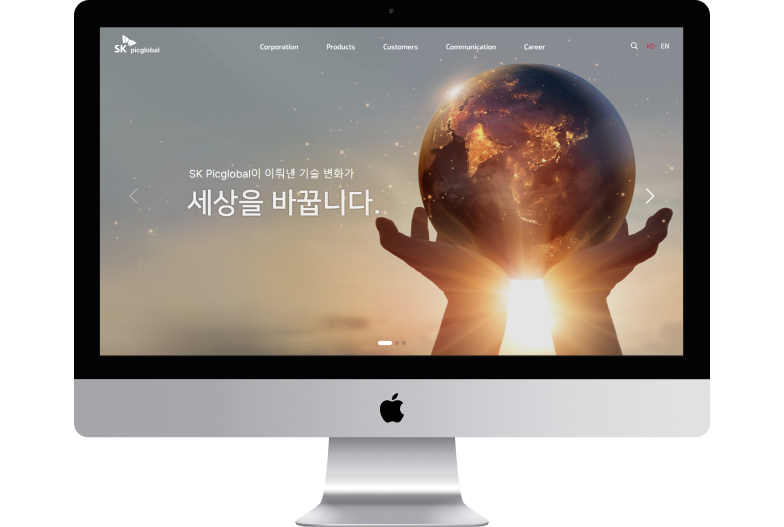 SK picglobal
Corporation Products Customers Communication Career KO EN
SK Picglobal이 이뤄낸 기술 변화가
세상을 바꿉니다.